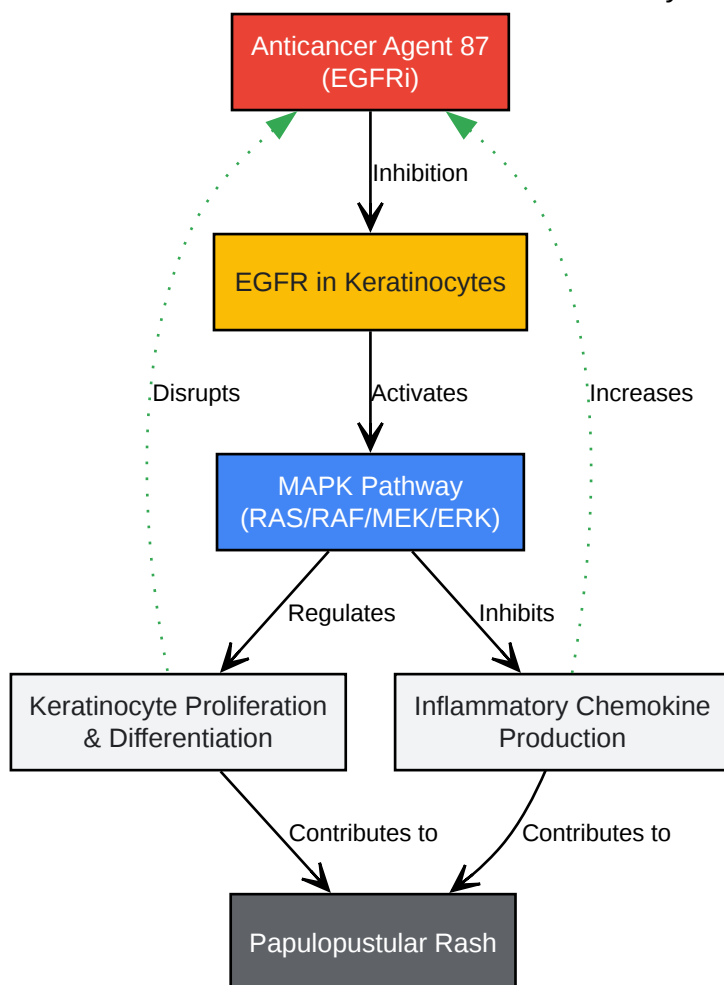 Anticancer Agent 87
(EGFRi)
Inhibition
EGFR in Keratinocytes
Disrupts
Activates
Increases
MAPK Pathway
(RAS/RAF/MEK/ERK)
Regulates
Inhibits
Keratinocyte Proliferation
& Differentiation
Inflammatory Chemokine
Production
Contributes to
Contributes to
Papulopustular Rash